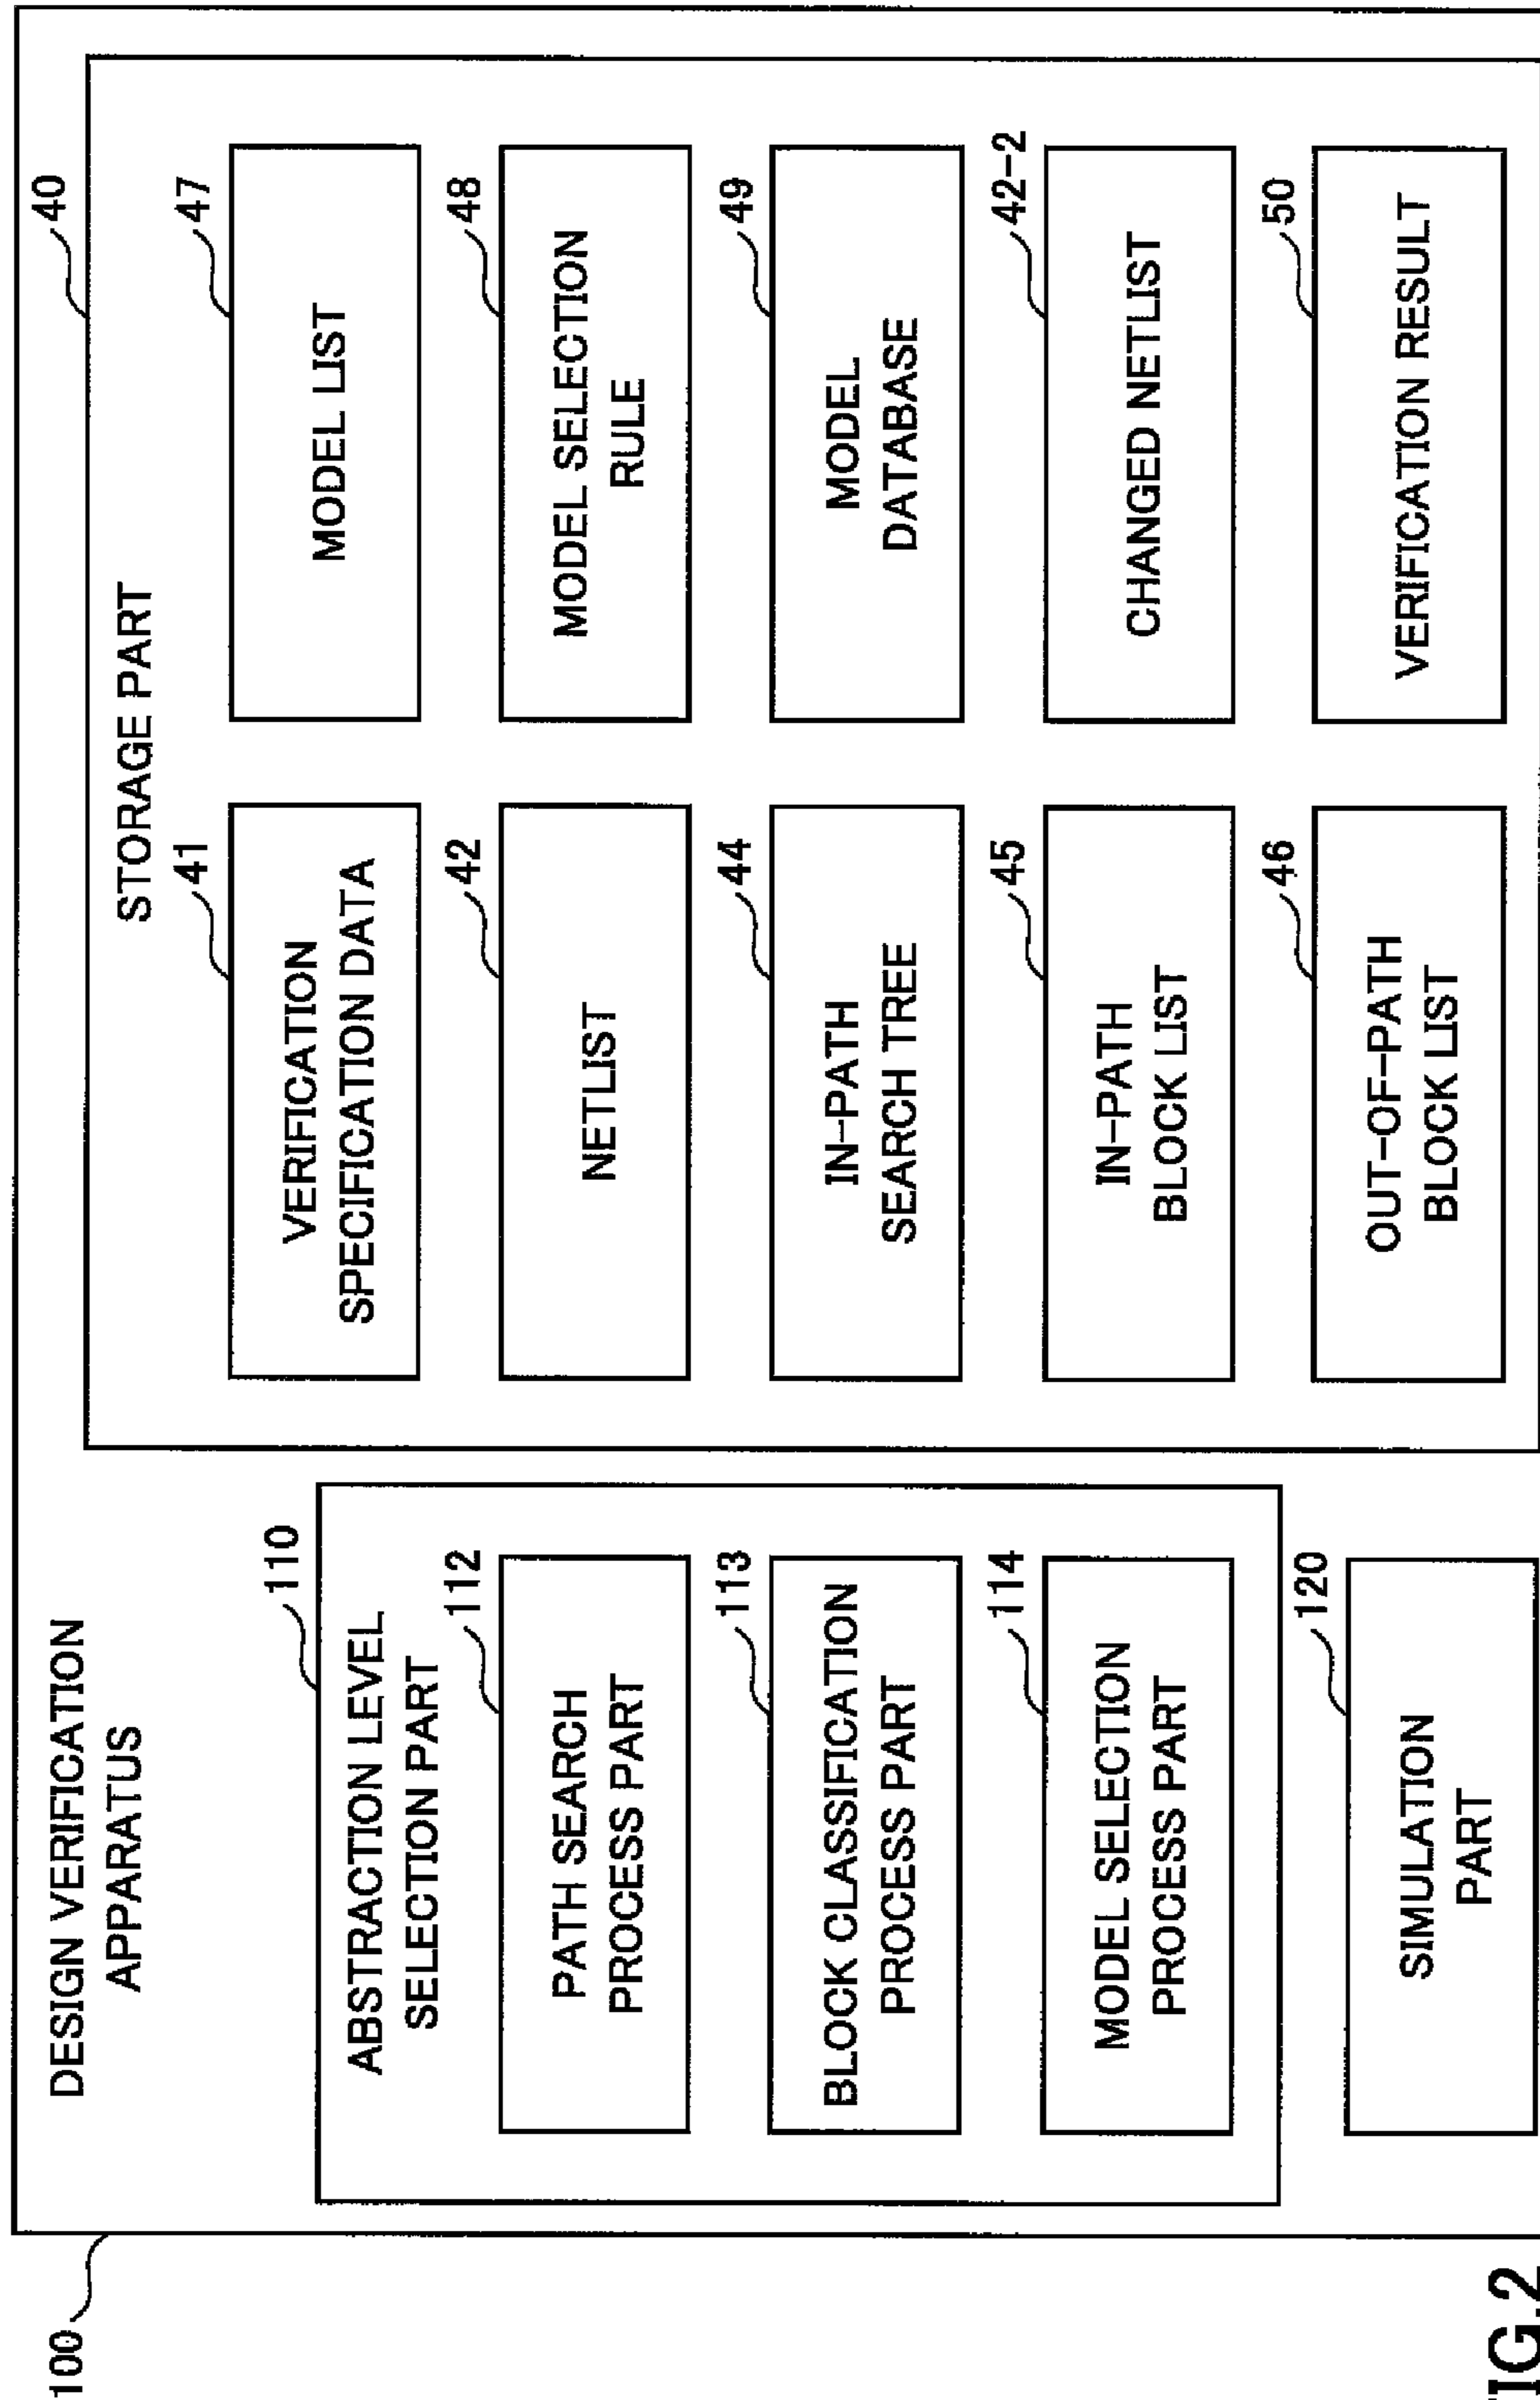 100
DESIGN VERIFICATION
APPARATUS
110
ABSTRACTION LEVEL
SELECTION PART
112
PATH SEARCH
PROCESS PART
113
BLOCK CLASSIFICATION
PROCESS PART
114
MODEL SELECTION
PROCESS PART
120
SIMULATION
PART
40
STORAGE PART
41
VERIFICATION
SPECIFICATION DATA
42
NETLIST
44
IN-PATH
SEARCH TREE
45
IN-PATH
BLOCK LIST
46
OUT-OF-PATH
BLOCK LIST
47
MODEL LIST
48
MODEL SELECTION
RULE
49
MODEL
DATABASE
42-2
CHANGED NETLIST
50
VERIFICATION RESULT
FIG.2